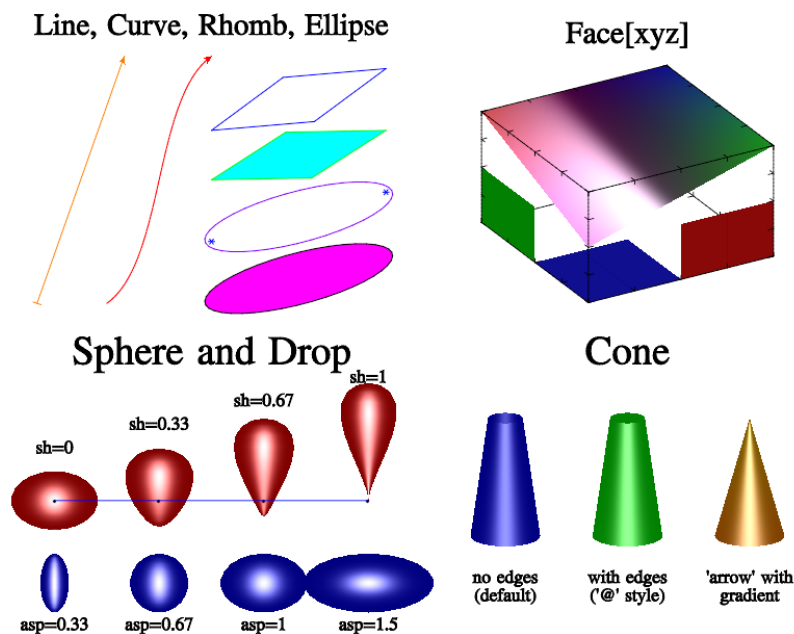 Line, Curve, Rhomb, Ellipse
Face[xyz]
Sphere and Drop
sh=0
sh=0.33
sh=0.67
sh=1
asp=0.33
asp=0.67
asp=1
asp=1.5
Cone
no edges
(default)
with edges
('@' style)
'arrow' with
gradient